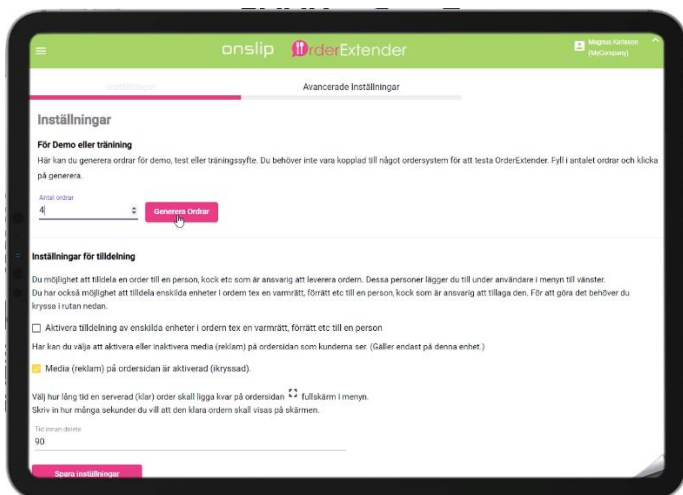 onslip OrderExtender
Magnus Karlsson
(MyCompany)
Inställningar
Avancerade Inställningar
Inställningar
För Demo eller tränining
Här kan du generera ordrar för demo, test eller träningssyfte. Du behöver inte vara kopplad till något ordersystem för att testa OrderExtender. Fyll i antalet ordrar och klicka
på generera.
Antal ordrar
4
Generera Ordrar
Inställningar för tilldelning
Du möjlighet att tilldela en order till en person, kock etc som är ansvarig att leverera ordern. Dessa personer lägger du till under användare i menyn till vänster.
Du har också möjlighet att tilldela enskilda enheter i ordern tex en varmrätt, förrätt etc till en person, kock som är ansvarig att tillaga den. För att göra det behöver du
kryssa i rutan nedan.
Aktivera tilldelning av enskilda enheter i ordern tex en varmrätt, förrätt etc till en person
Har kan du välja att aktivera eller inaktivera media (reklam) på ordersidan som kunderna ser. (Gäller endast på denna enhet.)
Media (reklam) på ordersidan är aktiverad (ikryssad).
Välj hur lång tid en serverad (klar) order skall ligga kvar på ordersidan fullskärm i menyn.
Skriv in hur många sekunder du vill att den klara ordern skall visas på skärmen.
Tid innan delete
90
Spara inställningar